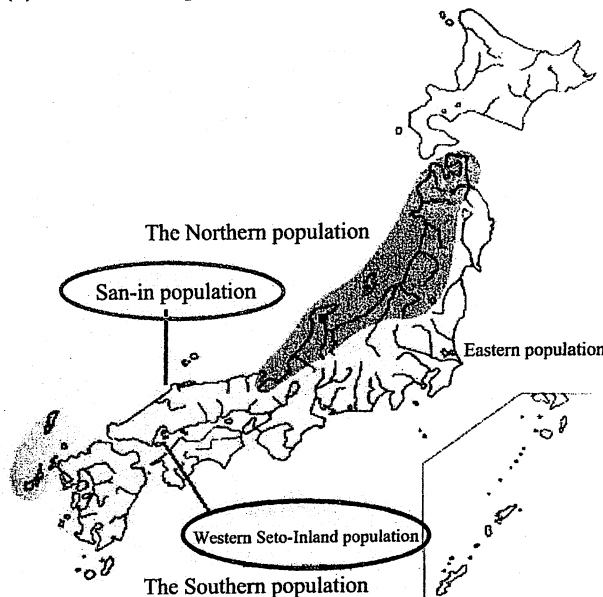 The Northern population
San-in population
Eastern population
Western Seto-Inland population
The Southern population